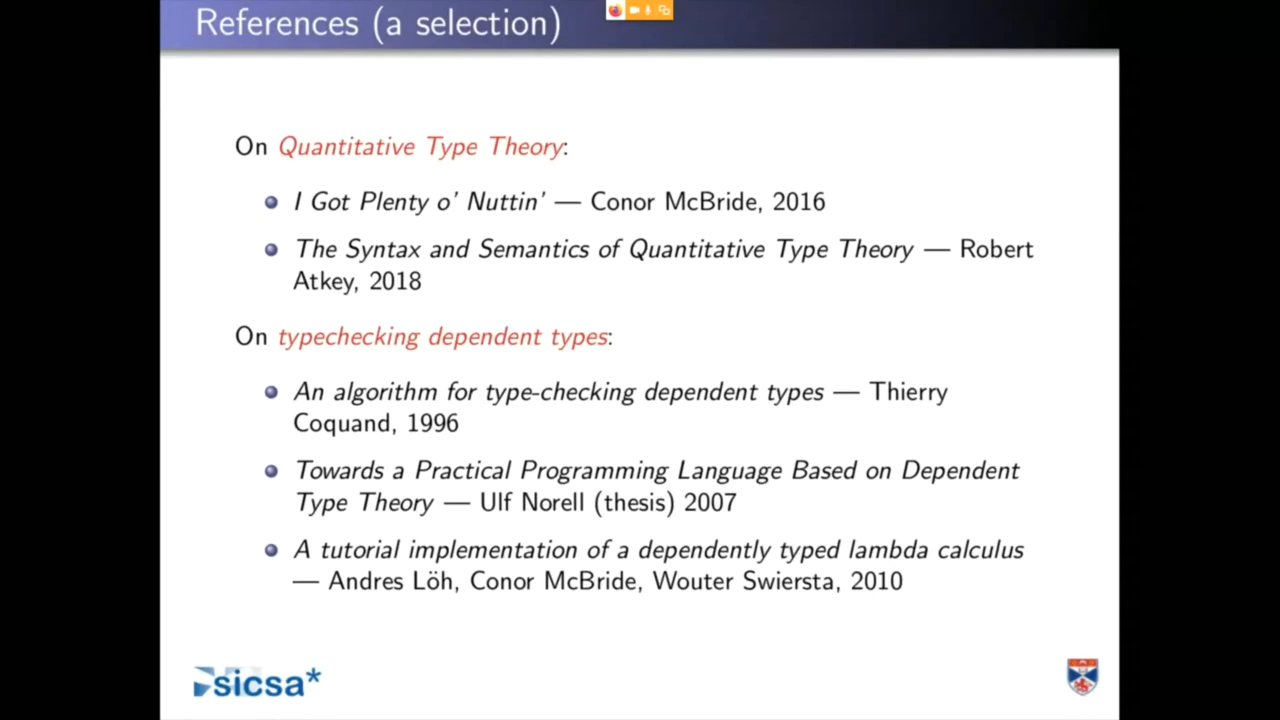 References (a selection)
On Quantitative Type Theory:
I Got Plenty o' Nuttin' — Conor McBride, 2016
The Syntax and Semantics of Quantitative Type Theory — Robert
Atkey, 2018
On typechecking dependent types:
An algorithm for type-checking dependent types — Thierry
Coquand, 1996
Towards a Practical Programming Language Based on Dependent
Type Theory — Ulf Norell (thesis) 2007
A tutorial implementation of a dependently typed lambda calculus
— Andres Löh, Conor McBride, Wouter Swiersta, 2010
sicsa*